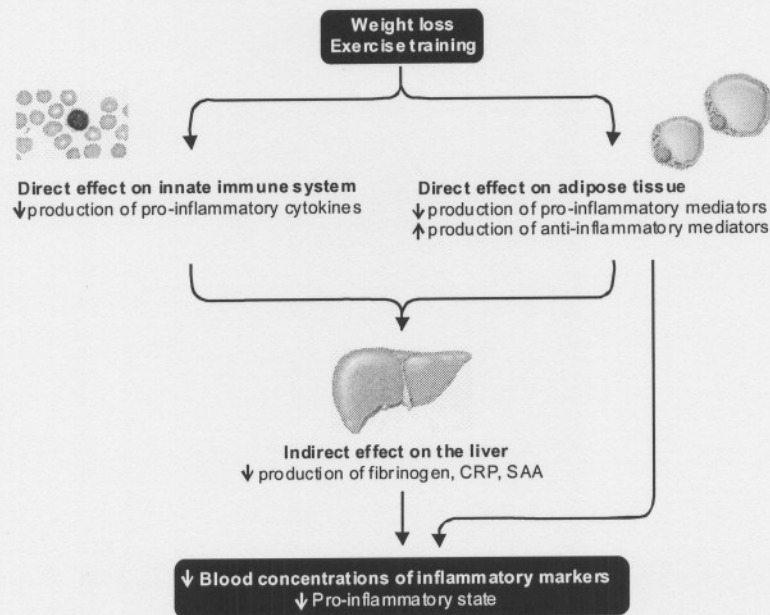 Weight loss
Exercise training
Direct effect on innate immune system
↓production of pro-inflammatory cytokines
Direct effect on adipose tissue
↓ production of pro-inflammatory mediators
↑ production of anti-inflammatory mediators
Indirect effect on the liver
↓ production of fibrinogen, CRP, SAA
↓ Blood concentrations of inflammatory markers
↓ Pro-inflammatory state